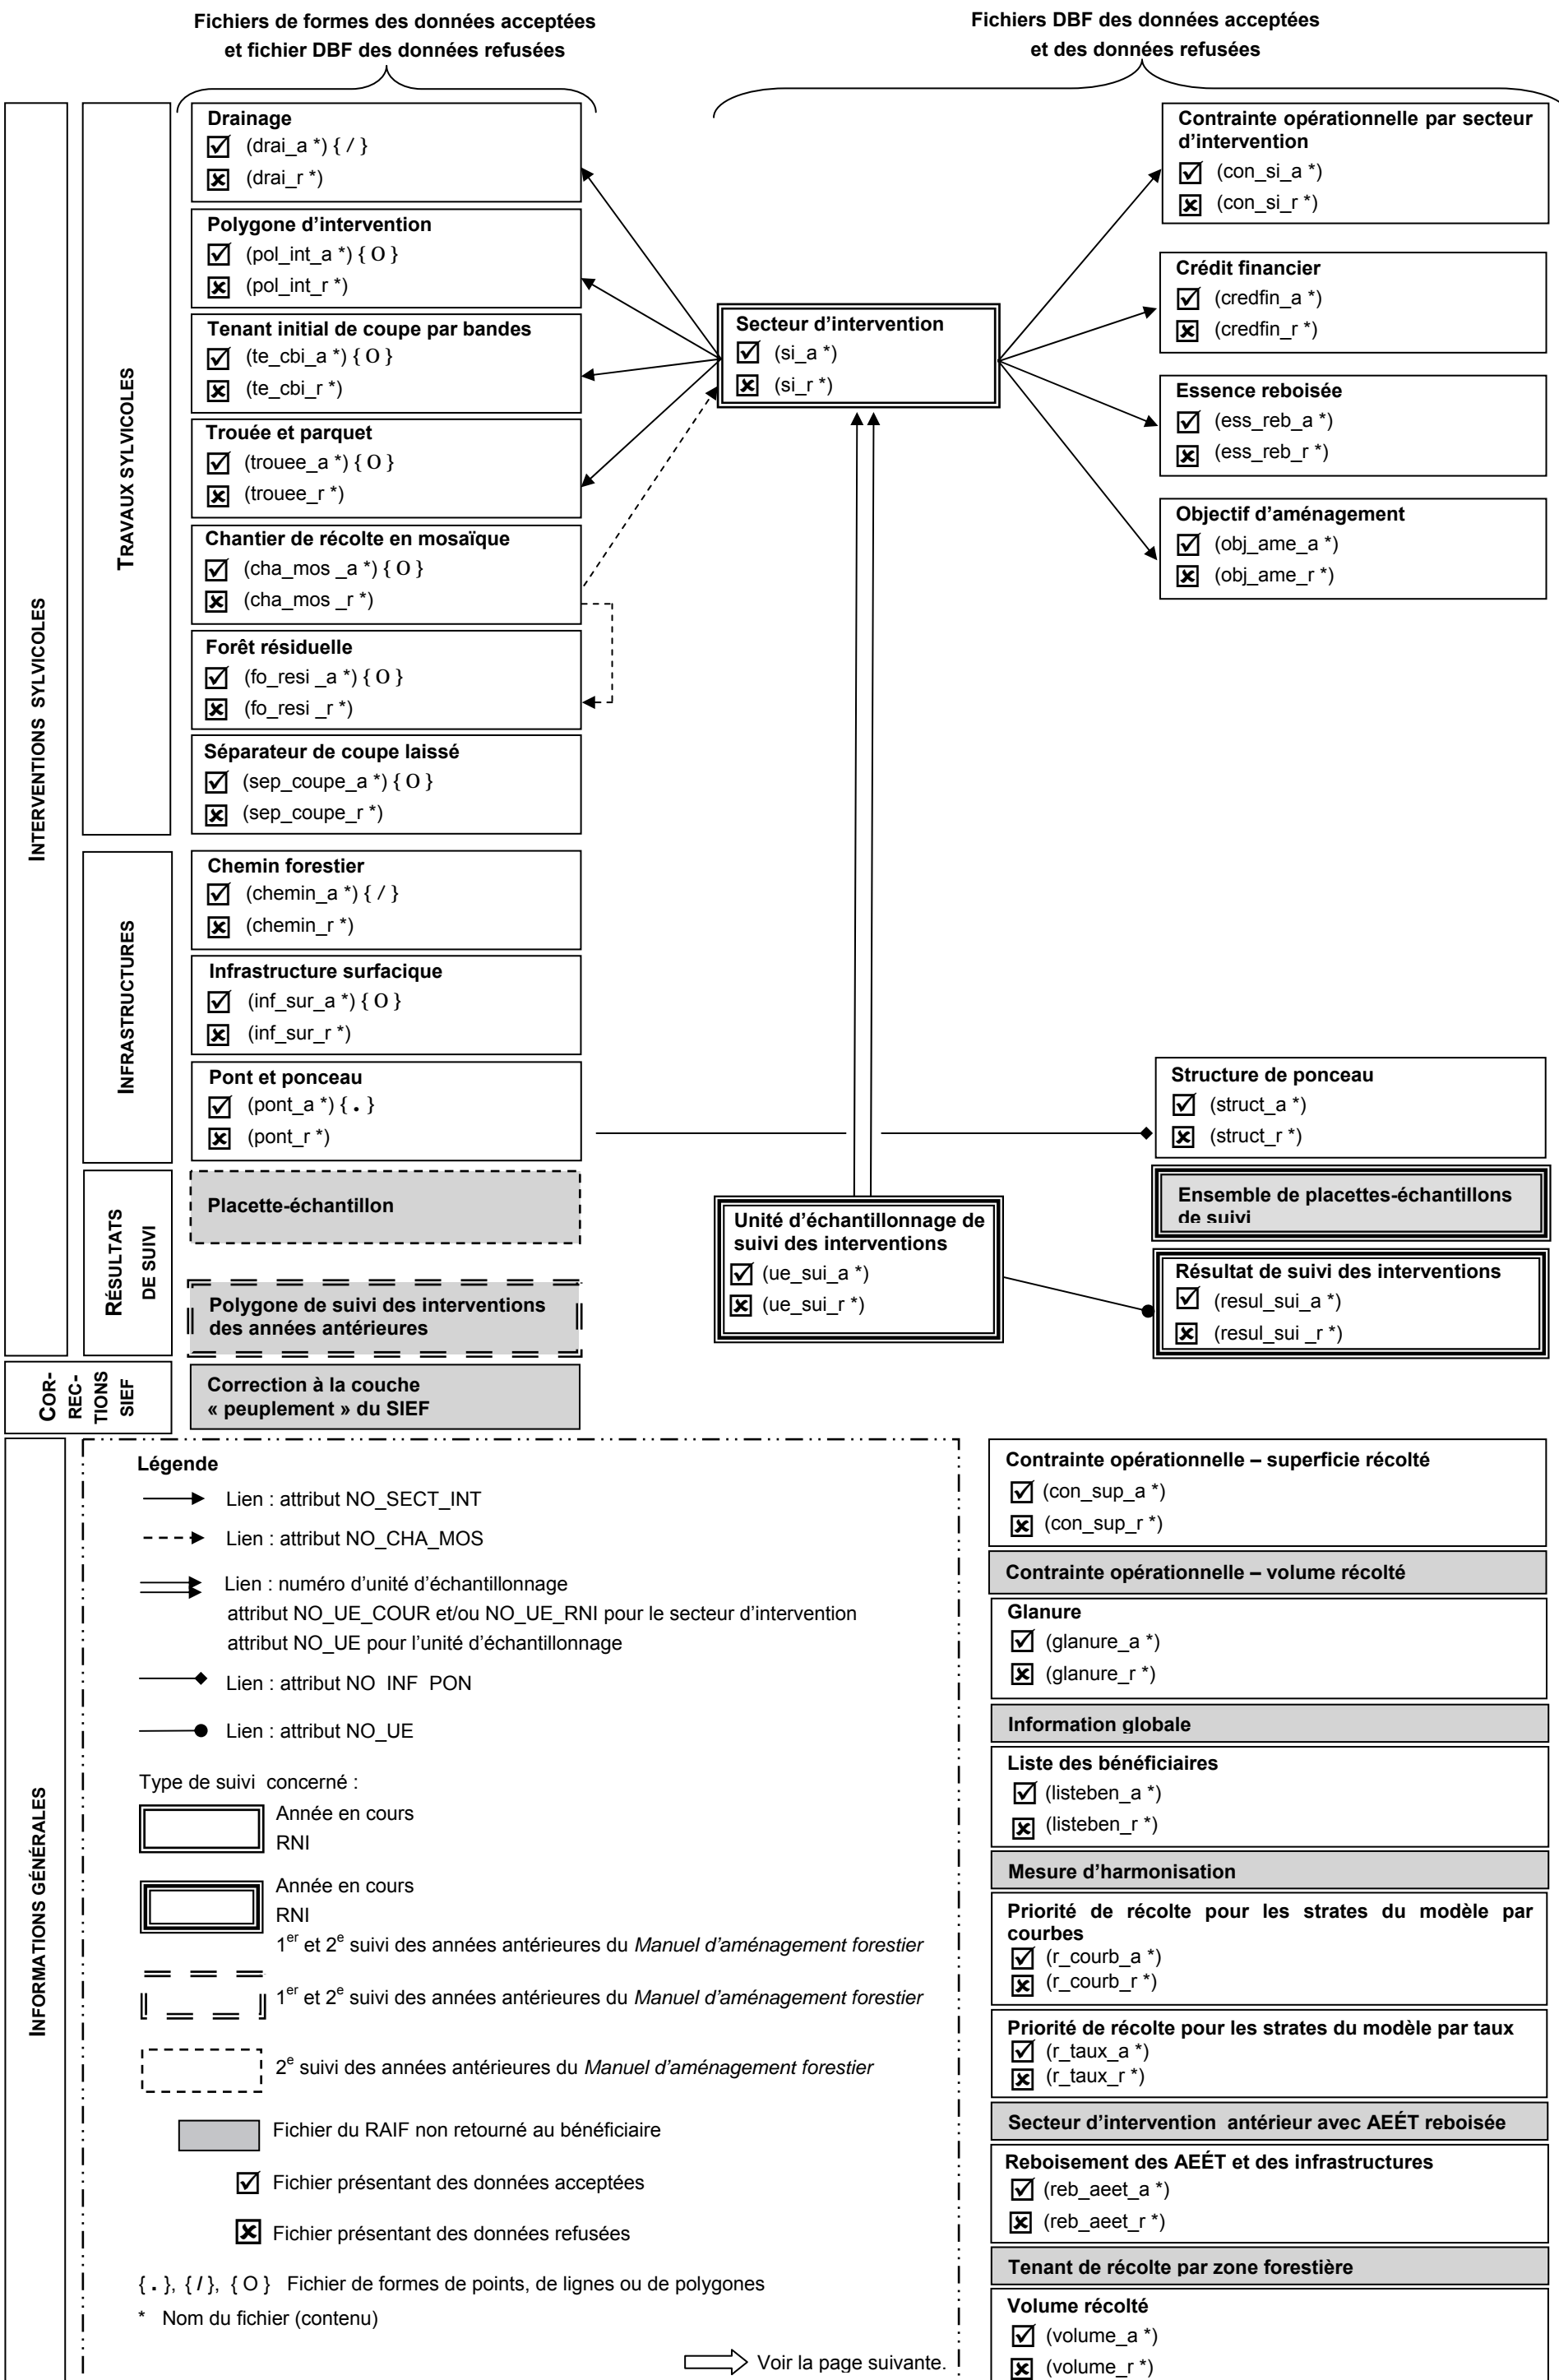 Fichiers de formes des données acceptées
et fichier DBF des données refusées
Fichiers DBF des données acceptées
et des données refusées
INTERVENTIONS SYLVICOLES
TRAVAUX SYLVICOLES
Drainage
(drai_a *) { / }
(drai_r *)
Polygone d’intervention
(pol_int_a *) { O }
(pol_int_r *)
Tenant initial de coupe par bandes
(te_cbi_a *) { O }
(te_cbi_r *)
Trouée et parquet
(trouee_a *) { O }
(trouee_r *)
Chantier de récolte en mosaïque
(cha_mos _a *) { O }
(cha_mos _r *)
Forêt résiduelle
(fo_resi _a *) { O }
(fo_resi _r *)
Séparateur de coupe laissé
(sep_coupe_a *) { O }
(sep_coupe_r *)
Secteur d’intervention
(si_a *)
(si_r *)
Contrainte opérationnelle par secteur
d’intervention
(con_si_a *)
(con_si_r *)
Crédit financier
(credfin_a *)
(credfin_r *)
Essence reboisée
(ess_reb_a *)
(ess_reb_r *)
Objectif d’aménagement
(obj_ame_a *)
(obj_ame_r *)
INFRASTRUCTURES
Chemin forestier
(chemin_a *) { / }
(chemin_r *)
Infrastructure surfacique
(inf_sur_a *) { O }
(inf_sur_r *)
Pont et ponceau
(pont_a *) { . }
(pont_r *)
Structure de ponceau
(struct_a *)
(struct_r *)
RÉSULTATS
DE SUIVI
Placette-échantillon
Polygone de suivi des interventions
des années antérieures
Unité d’échantillonnage de
suivi des interventions
(ue_sui_a *)
(ue_sui_r *)
Ensemble de placettes-échantillons
de suivi
Résultat de suivi des interventions
(resul_sui_a *)
(resul_sui _r *)
COR-
REC-
TIONS
SIEF
Correction à la couche
« peuplement » du SIEF
INFORMATIONS GÉNÉRALES
Légende
Lien : attribut NO_SECT_INT
Lien : attribut NO_CHA_MOS
Lien : numéro d’unité d’échantillonnage
attribut NO_UE_COUR et/ou NO_UE_RNI pour le secteur d’intervention
attribut NO_UE pour l’unité d’échantillonnage
Lien : attribut NO_INF_PON
Lien : attribut NO_UE
Type de suivi concerné :
Année en cours
RNI
Année en cours
RNI
1er et 2e suivi des années antérieures du Manuel d’aménagement forestier
1er et 2e suivi des années antérieures du Manuel d’aménagement forestier
2e suivi des années antérieures du Manuel d’aménagement forestier
Fichier du RAIF non retourné au bénéficiaire
Fichier présentant des données acceptées
Fichier présentant des données refusées
{ . }, { / }, { O } Fichier de formes de points, de lignes ou de polygones
* Nom du fichier (contenu)
Voir la page suivante.
Contrainte opérationnelle – superficie récolté
(con_sup_a *)
(con_sup_r *)
Contrainte opérationnelle – volume récolté
Glanure
(glanure_a *)
(glanure_r *)
Information globale
Liste des bénéficiaires
(listeben_a *)
(listeben_r *)
Mesure d’harmonisation
Priorité de récolte pour les strates du modèle par
courbes
(r_courb_a *)
(r_courb_r *)
Priorité de récolte pour les strates du modèle par taux
(r_taux_a *)
(r_taux_r *)
Secteur d’intervention antérieur avec AEÉT reboisée
Reboisement des AEÉT et des infrastructures
(reb_aeet_a *)
(reb_aeet_r *)
Tenant de récolte par zone forestière
Volume récolté
(volume_a *)
(volume_r *)